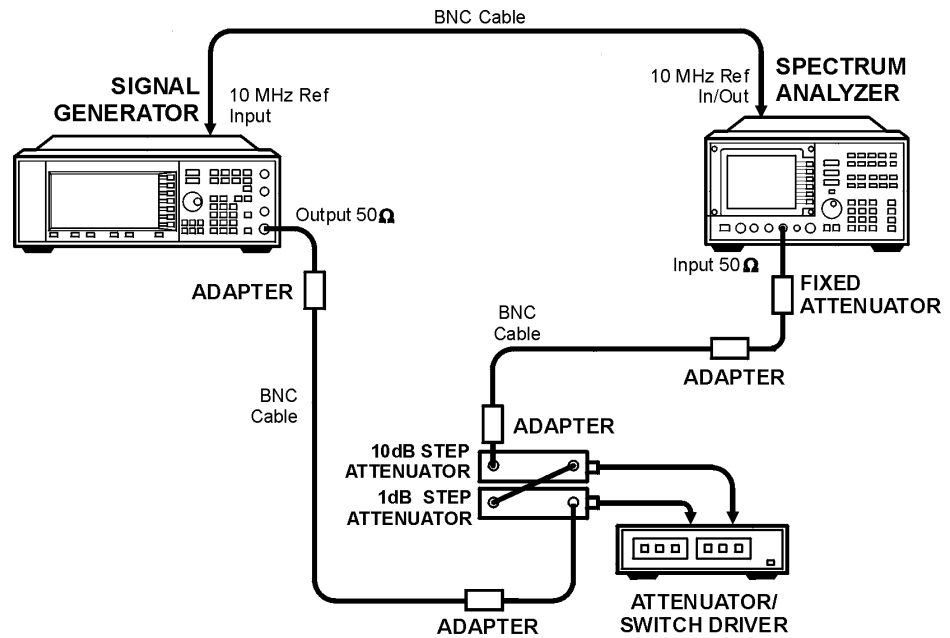 BNC Cable
SIGNAL
GENERATOR
10 MHz Ref
Input
10 MHz Ref
In/Out
SPECTRUM
ANALYZER
Output 50Ω
Input 50Ω
ADAPTER
FIXED
ATTENUATOR
BNC
Cable
ADAPTER
BNC
Cable
ADAPTER
10dB STEP
ATTENUATOR
1dB STEP
ATTENUATOR
ADAPTER
ATTENUATOR/
SWITCH DRIVER